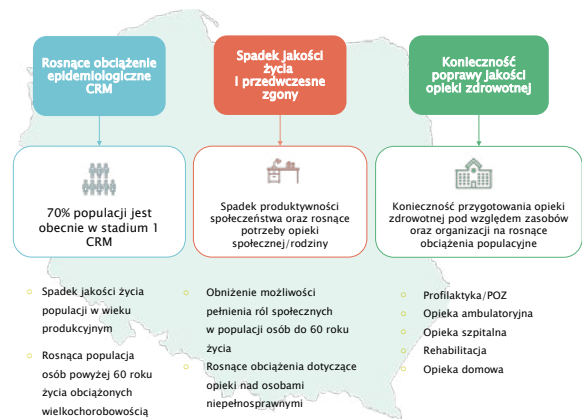 Rosnące obciążenie
epidemiologiczne
CRM
70% populacji jest
obecnie w stadium 1
CRM
○ Spadek jakości życia
populacji w wieku
produkcyjnym
○ Rosnąca populacja
osób powyżej 60 roku
życia obciążonych
wielkochorobowością
Spadek jakości
życia
i przedwczesne
zgony
Spadek produktywności
społeczeństwa oraz rosnące
potrzeby opieki
społecznej/rodziny
○ Obniżenie możliwości
pełnienia ról społecznych
w populacji osób do 60 roku
życia
○ Rosnące obciążenia dotyczące
opieki nad osobami
niepełnosprawnymi
Konieczność
poprawy jakości
opieki zdrowotnej
Konieczność przygotowania opieki
zdrowotnej pod względem zasobów
oraz organizacji na rosnące
obciążenia populacyjne
○ Profilaktyka/POZ
○ Opieka ambulatoryjna
○ Opieka szpitalna
○ Rehabilitacja
○ Opieka domowa